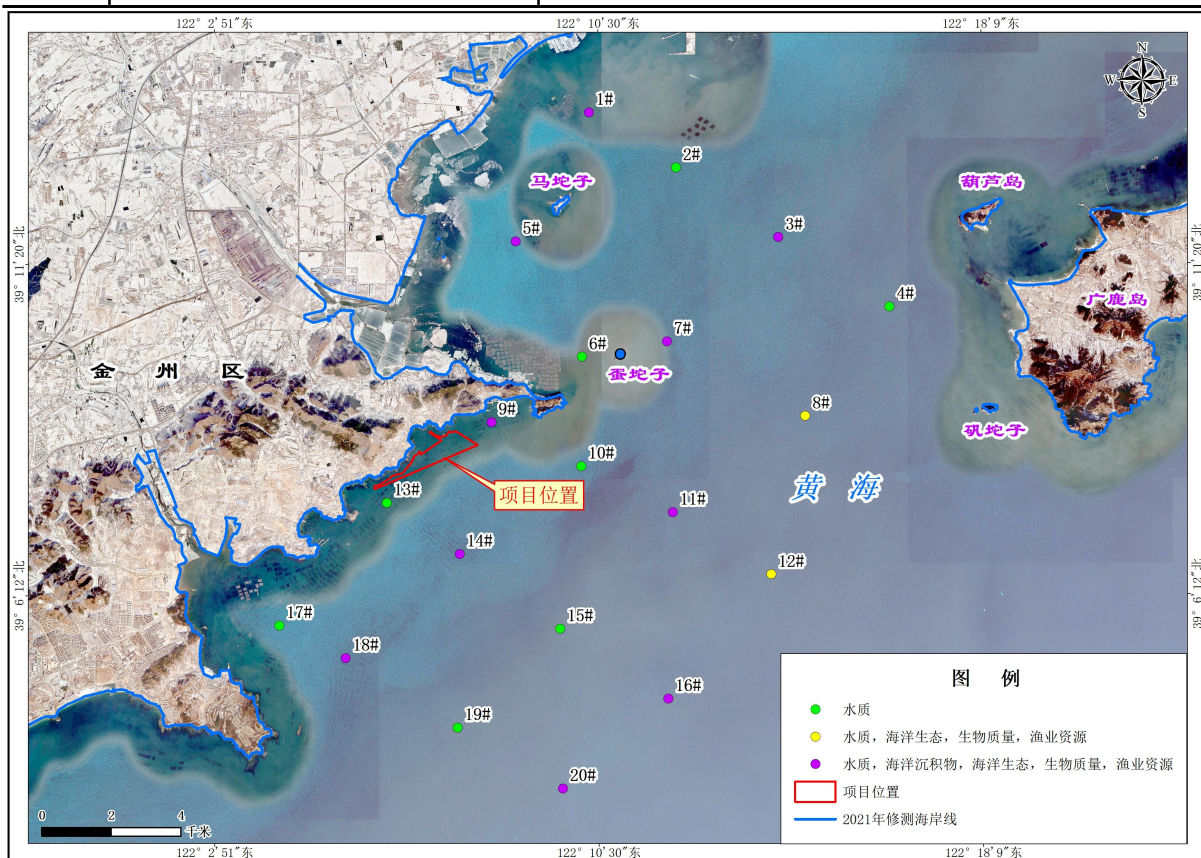 122° 2'51"东
122° 10'30"东
122° 18'9"东
N
W E
S
1#
2#
马坨子
葫芦岛
5#
3#
39° 11'20"北
39° 11'20"北
广鹿岛
4#
7#
6#
金州区
蛋坨子
8#
9#
矾坨子
10#
黄海
项目位置
13#
11#
14#
12#
39° 6'12"北
39° 6'12"北
17#
15#
18#
16#
19#
20#
图例
水质
水质，海洋生态，生物质量，渔业资源
水质，海洋沉积物，海洋生态，生物质量，渔业资源
项目位置
2021年修测海岸线
0 2 4
千米
122° 2'51"东
122° 10'30"东
122° 18'9"东